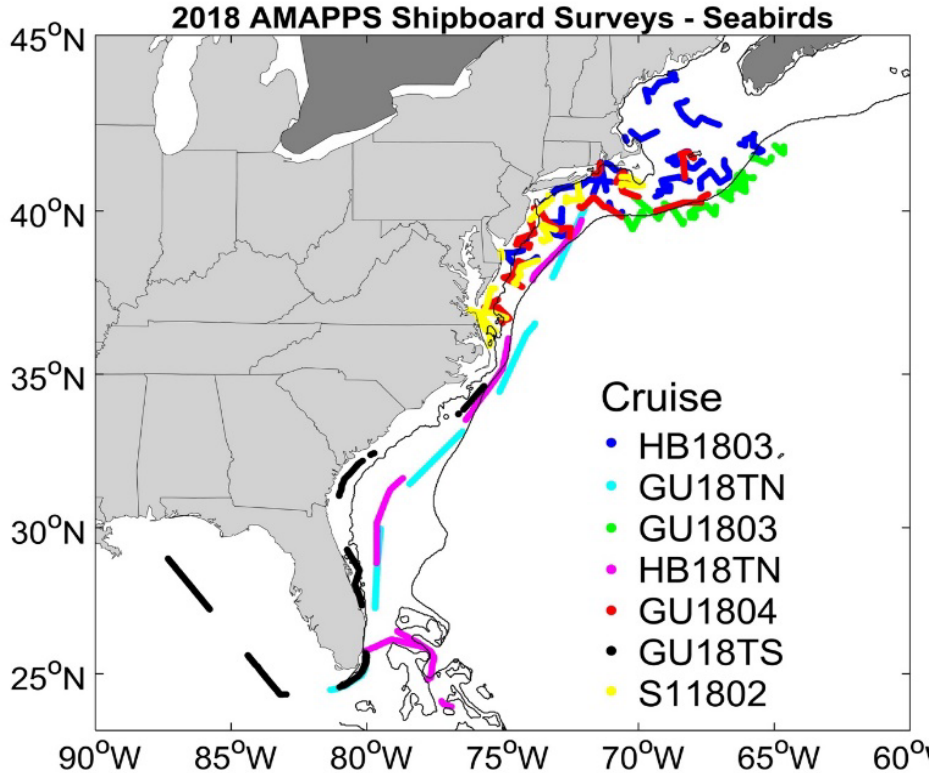 2018 AMAPPS Shipboard Surveys - Seabirds
45°N
40°N
35°N
30°N
25°N
Cruise
HB1803
GU18TN
GU1803
HB18TN
GU1804
GU18TS
S11802
90°W 85°W 80°W 75°W 70°W 65°W 60°W